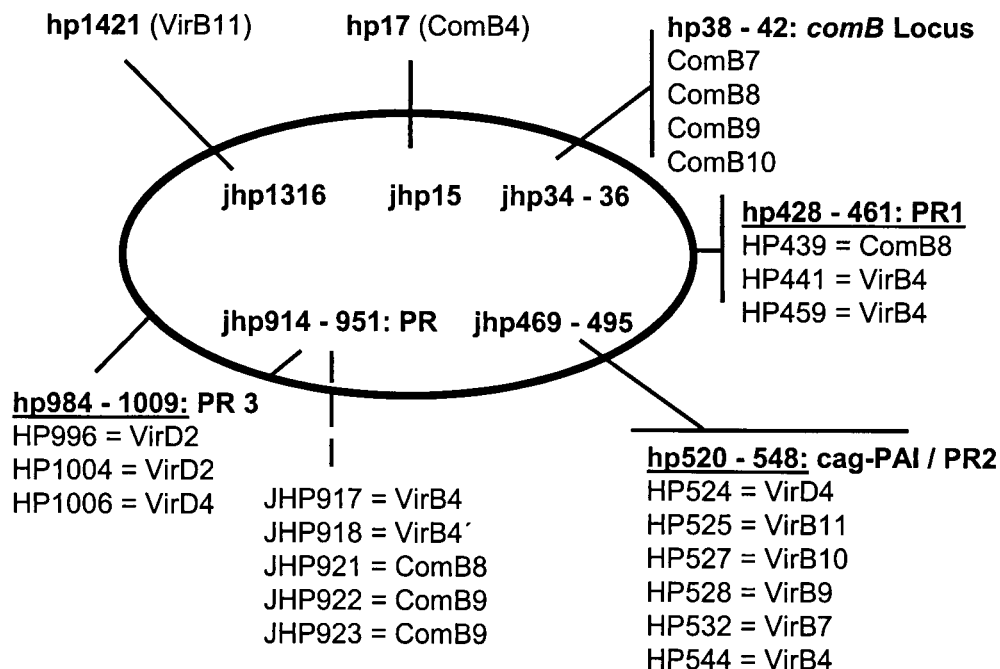 hp1421 (VirB11)
hp17 (ComB4)
hp38 - 42: comB Locus
ComB7
ComB8
ComB9
ComB10
jhp1316
jhp15
jhp34 - 36
hp428 - 461: PR1
HP439 = ComB8
HP441 = VirB4
HP459 = VirB4
jhp914 - 951: PR
jhp469 - 495
hp984 - 1009: PR 3
HP996 = VirD2
HP1004 = VirD2
HP1006 = VirD4
JHP917 = VirB4
JHP918 = VirB4´
JHP921 = ComB8
JHP922 = ComB9
JHP923 = ComB9
hp520 - 548: cag-PAI / PR2
HP524 = VirD4
HP525 = VirB11
HP527 = VirB10
HP528 = VirB9
HP532 = VirB7
HP544 = VirB4